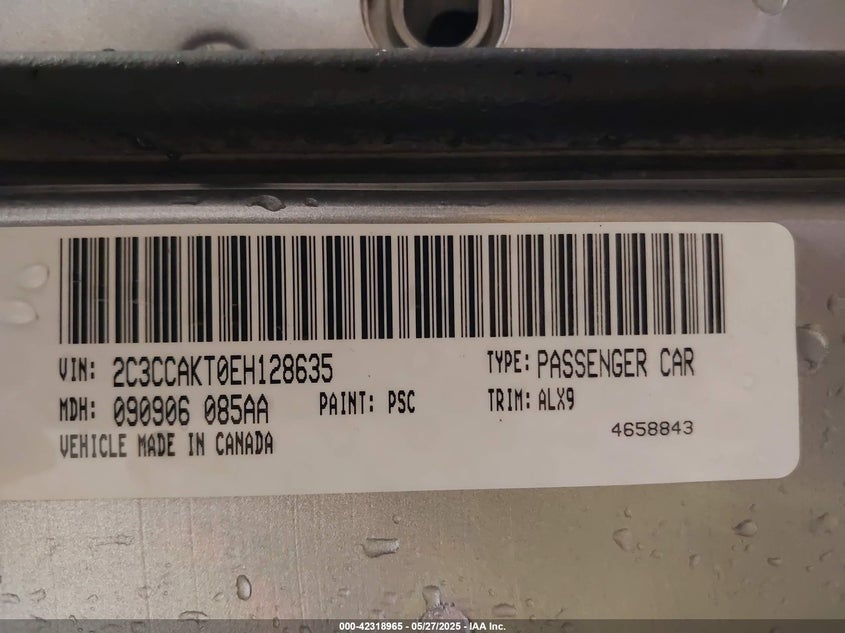 VIN: 2C3CCAKT0EH128635 TYPE: PASSENGER CAR
MDH: 090906 085AA PAINT: PSC TRIM: ALX9
VEHICLE MADE IN CANADA 4658843
000-42318965 - 05/27/2025 - IAA Inc.